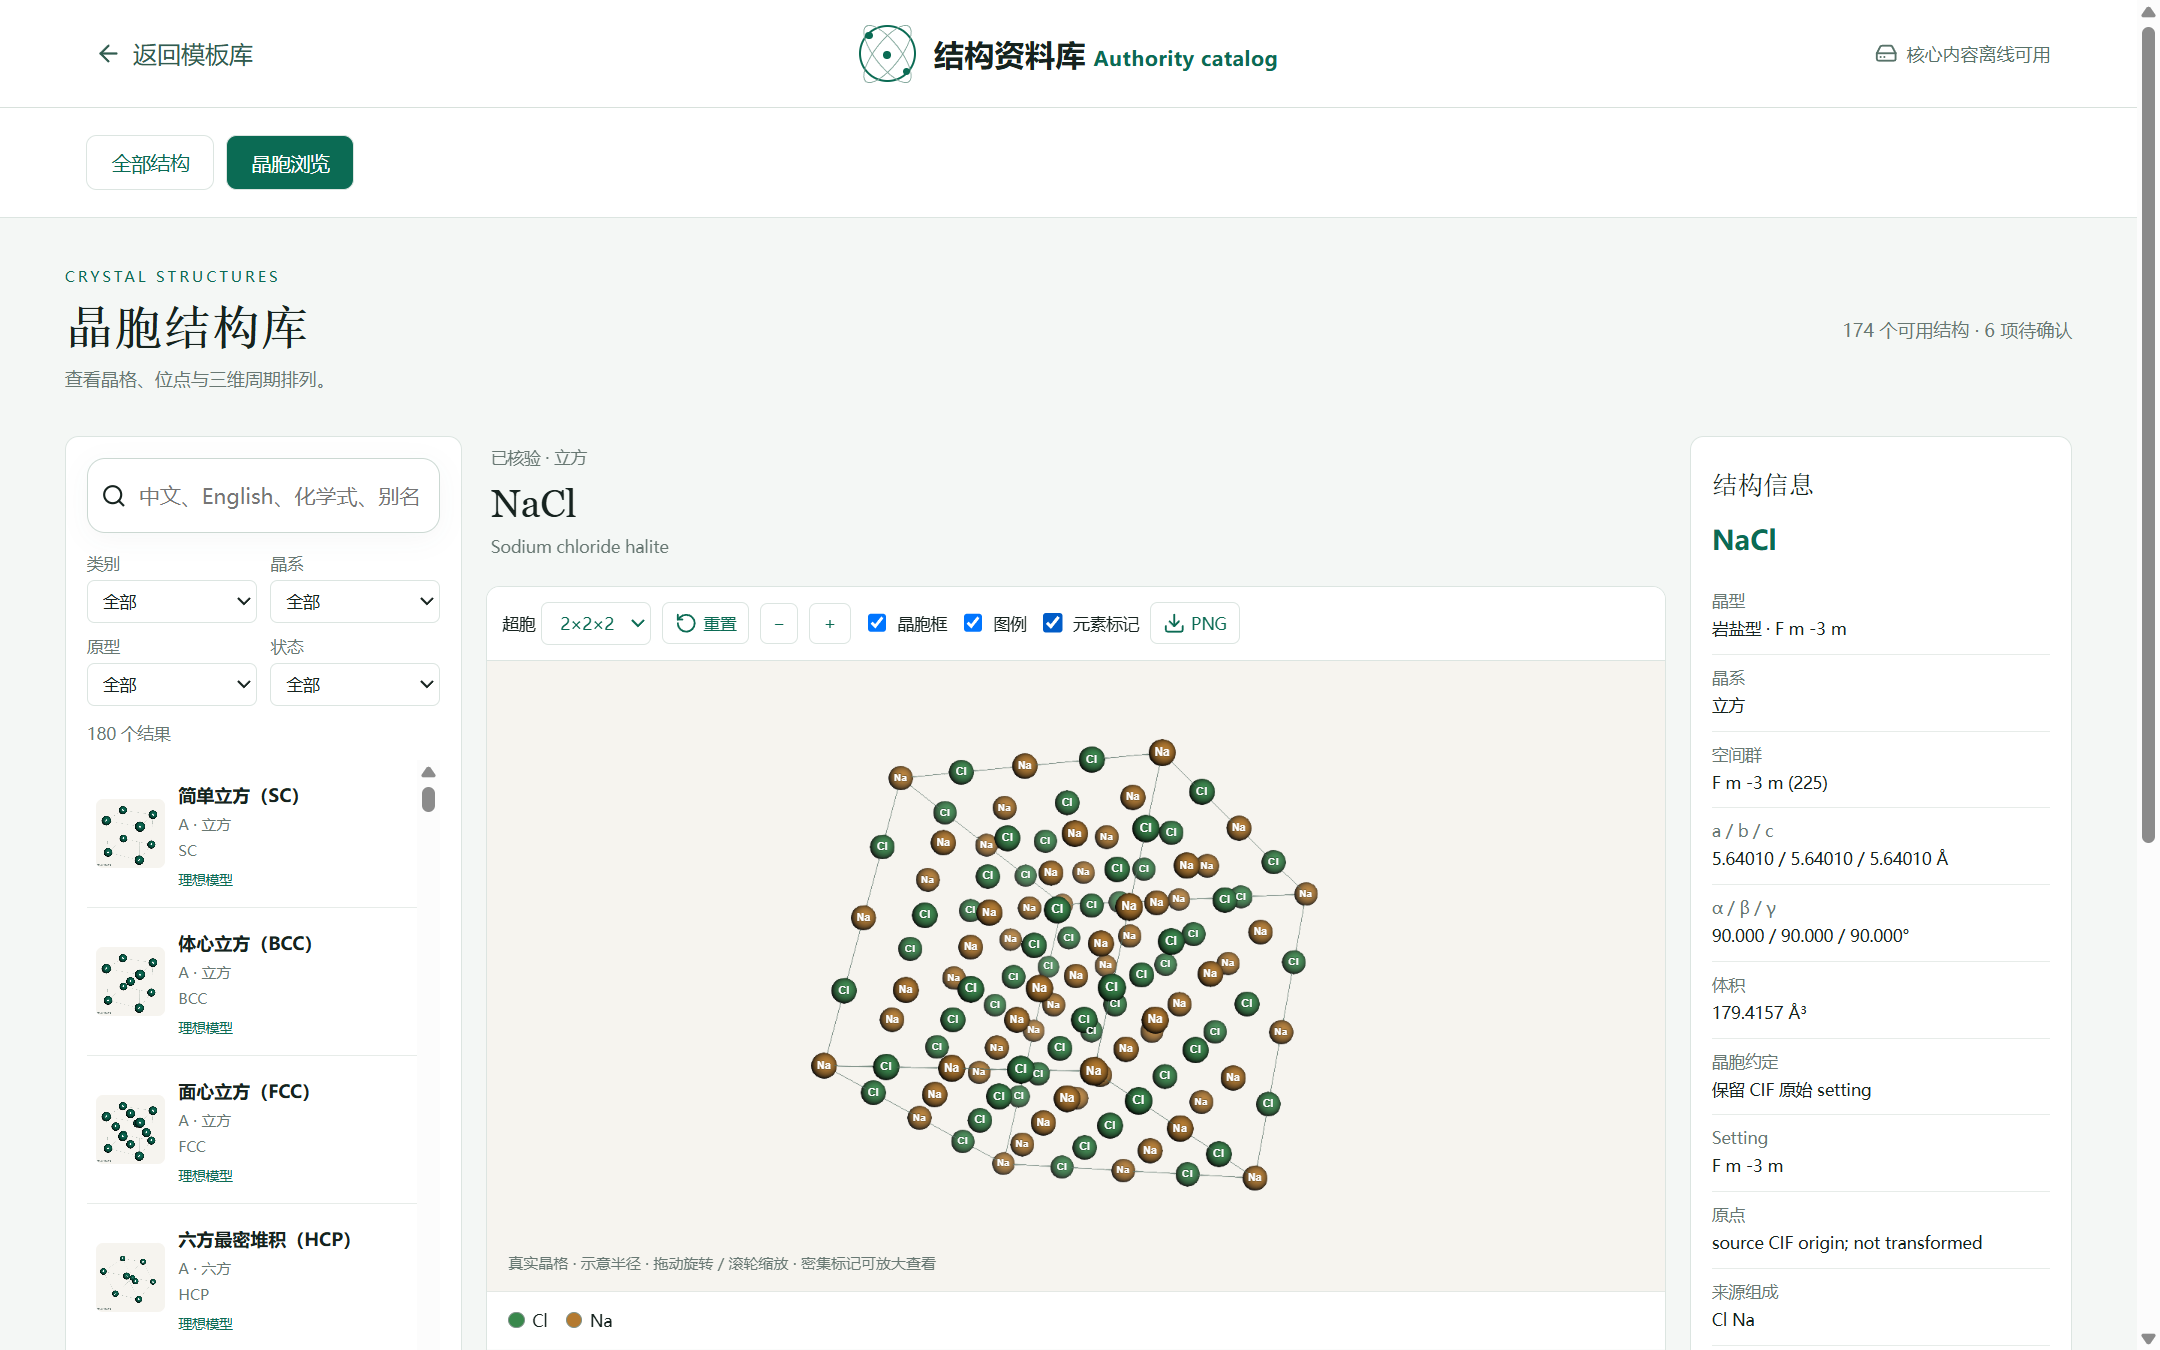 返回模板库
结构资料库 Authority catalog
核心内容离线可用
全部结构
晶胞浏览
CRYSTAL STRUCTURES
晶胞结构库
查看晶格、位点与三维周期排列。
174 个可用结构 · 6 项待确认
中文、English、化学式、别名
类别
晶系
全部
全部
原型
状态
全部
全部
180 个结果
简单立方（SC）
A · 立方
SC
理想模型
体心立方（BCC）
A · 立方
BCC
理想模型
面心立方（FCC）
A · 立方
FCC
理想模型
六方最密堆积（HCP）
A · 六方
HCP
理想模型
已核验 · 立方
NaCl
Sodium chloride halite
超胞
2×2×2
重置
−
+
晶胞框
图例
元素标记
PNG
真实晶格 · 示意半径 · 拖动旋转 / 滚轮缩放 · 密集标记可放大查看
Cl
Na
结构信息
NaCl
晶型
岩盐型 · F m -3 m
晶系
立方
空间群
F m -3 m (225)
a / b / c
5.64010 / 5.64010 / 5.64010 Å
α / β / γ
90.000 / 90.000 / 90.000°
体积
179.4157 Å³
晶胞约定
保留 CIF 原始 setting
Setting
F m -3 m
原点
source CIF origin; not transformed
来源组成
Cl Na